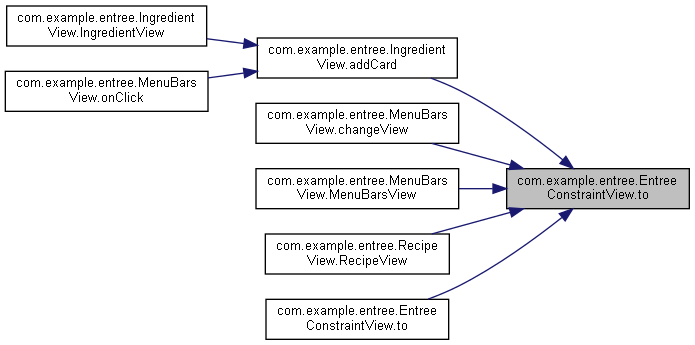 com.example.entree.Ingredient
View.IngredientView
com.example.entree.MenuBars
View.onClick
com.example.entree.Ingredient
View.addCard
com.example.entree.MenuBars
View.changeView
com.example.entree.MenuBars
View.MenuBarsView
com.example.entree.Recipe
View.RecipeView
com.example.entree.Entree
ConstraintView.to
com.example.entree.Entree
ConstraintView.to